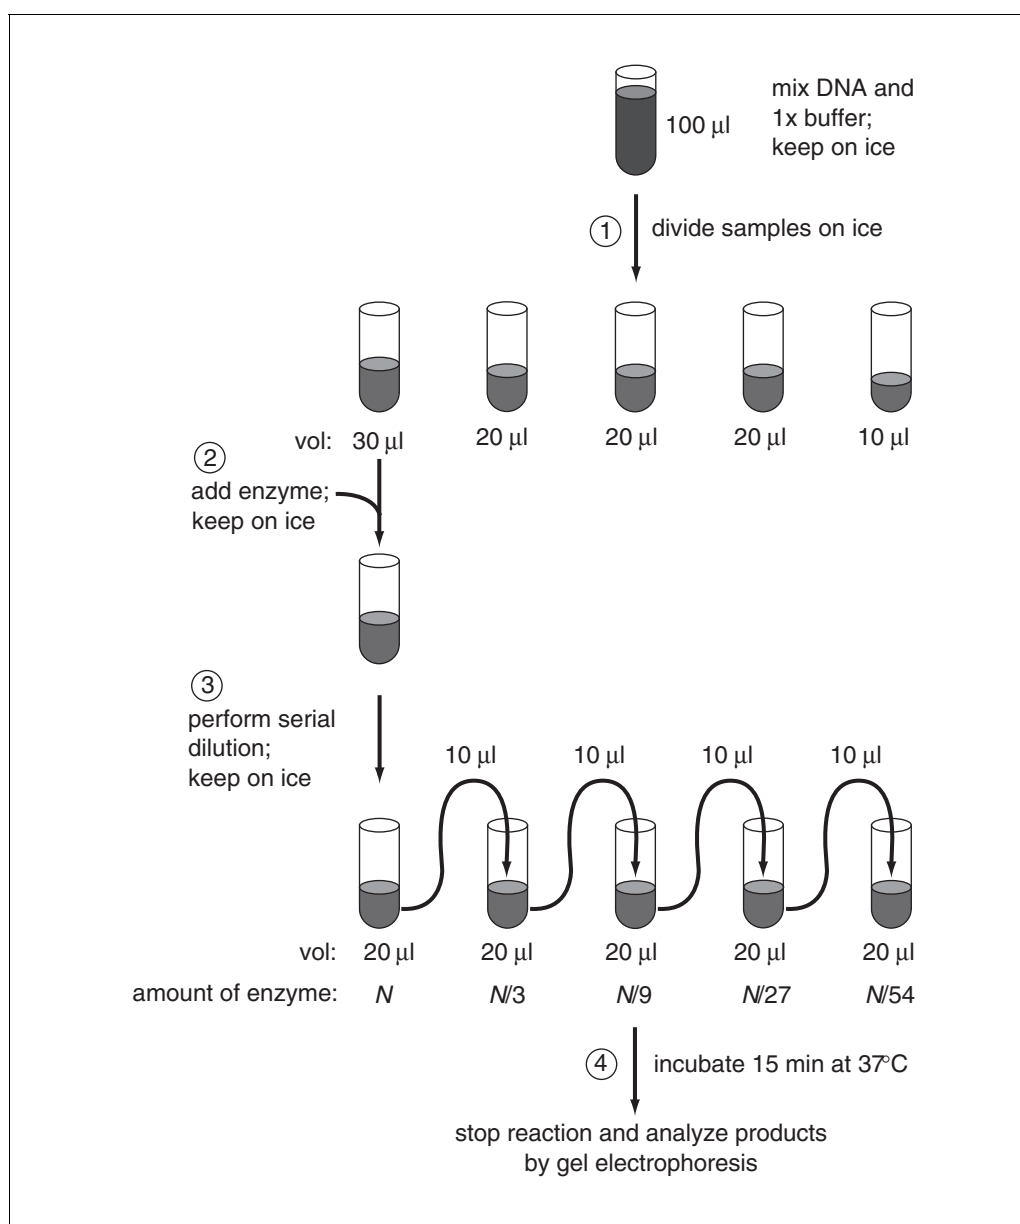 mix DNA and
1x buffer;
keep on ice
100 µl
1
divide samples on ice
vol: 30 µl 20 µl 20 µl 20 µl 10 µl
2
add enzyme;
keep on ice
3
perform serial
dilution;
keep on ice
10 µl 10 µl 10 µl 10 µl
vol: 20 µl 20 µl 20 µl 20 µl 20 µl
amount of enzyme: N N/3 N/9 N/27 N/54
4
incubate 15 min at 37°C
stop reaction and analyze products
by gel electrophoresis